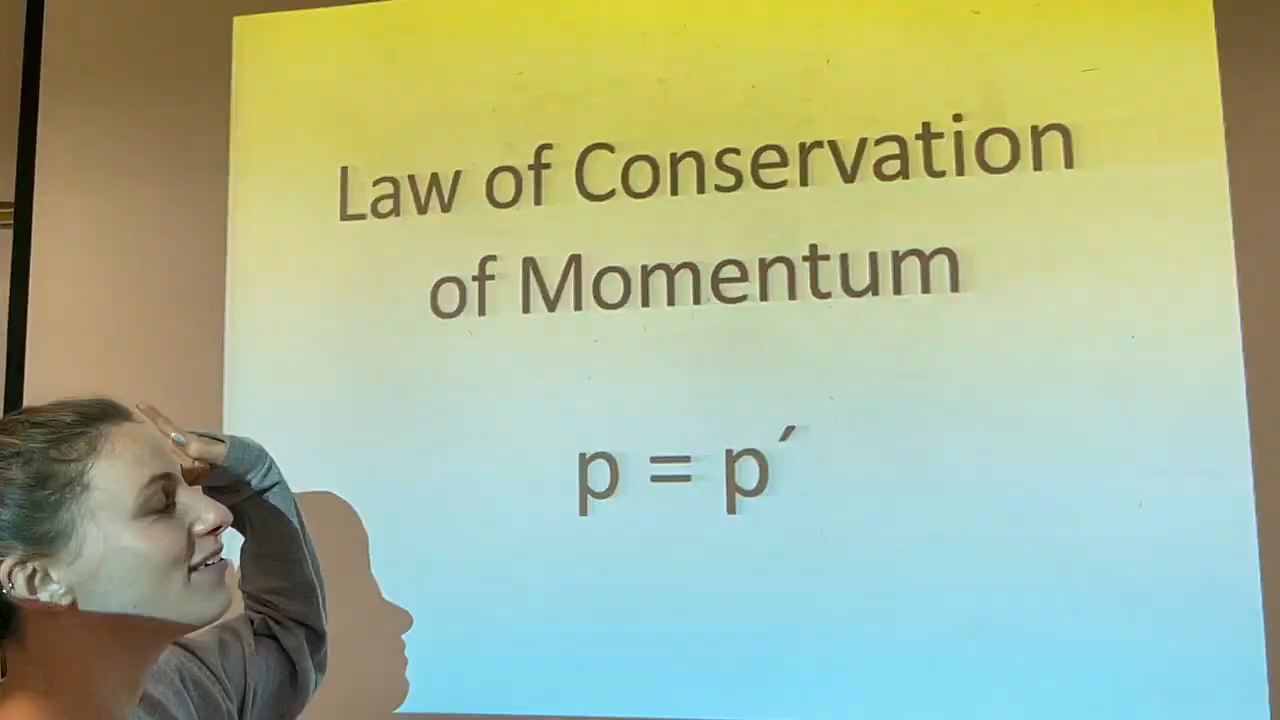 Law of Conservation
of Momentum
p = p´